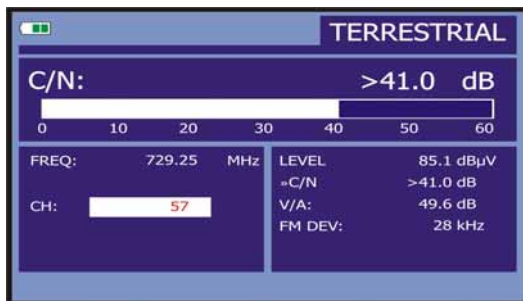 TERRESTRIAL
C/N: >41.0 dB
0 10 20 30 40 50 60
FREQ: 729.25 MHz
CH: 57
LEVEL 85.1 dBµV
»C/N >41.0 dB
V/A: 49.6 dB
FM DEV: 28 kHz